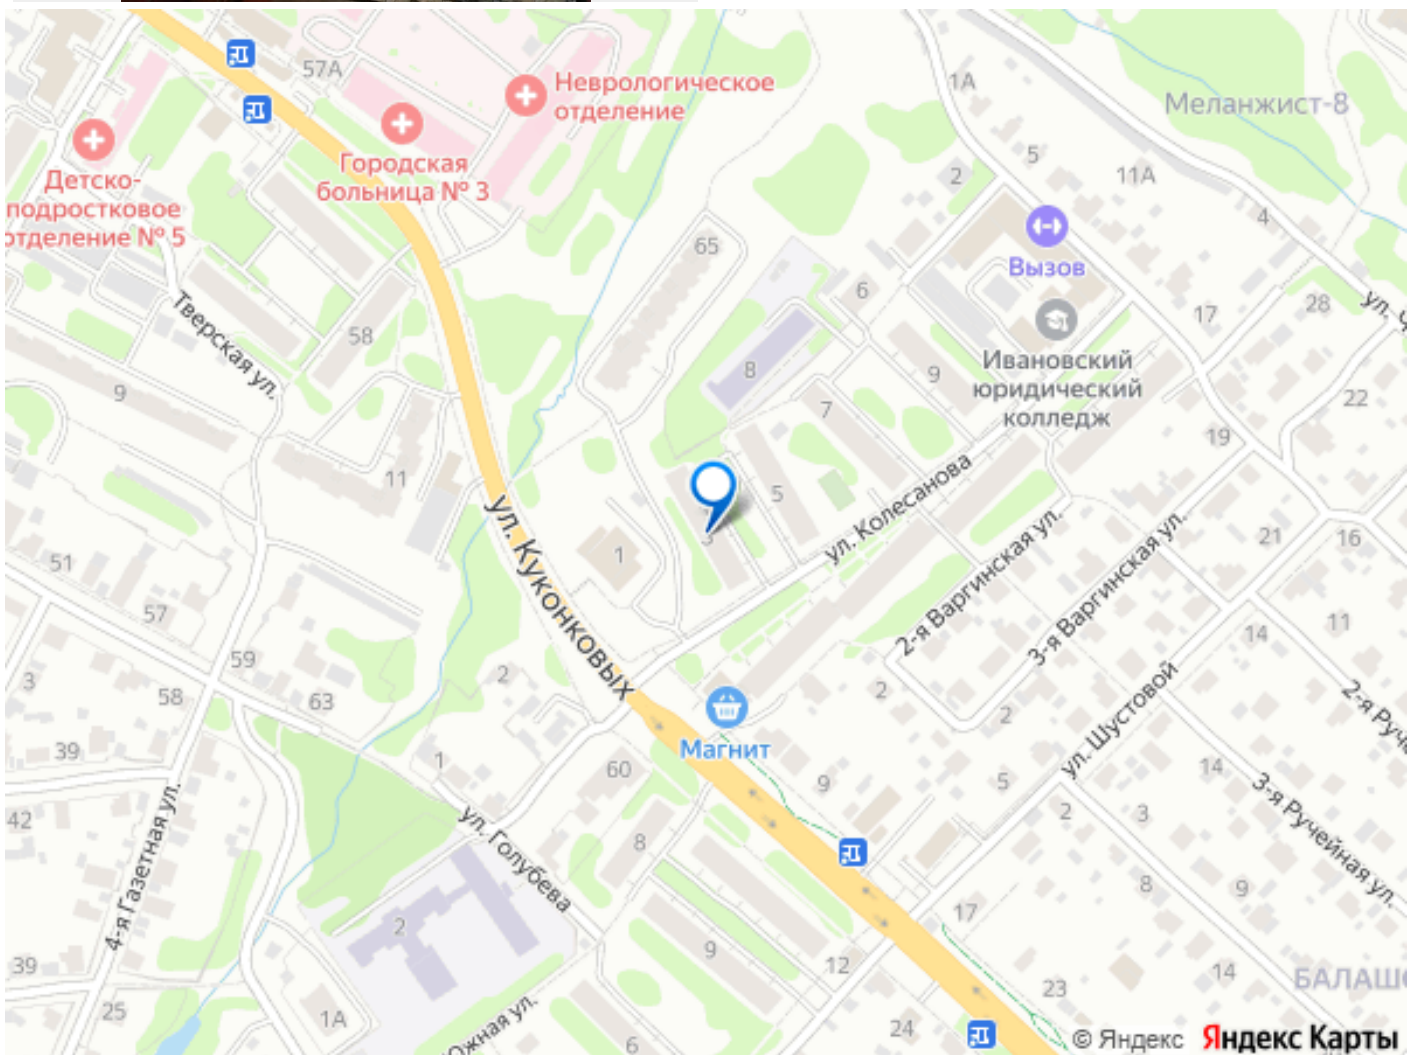 57А
Неврологическое
отделение
Городская
больница № 3
Детско-
подростковое
отделение № 5
1А
Меланжист-8
5
11А
2
4
65
Вызов
6
17
28
ул. Ч
Тверская ул.
58
8
Ивановский
юридический
колледж
9
9
7
22
19
11
5
ул. Колесанова
3
ул. Куконковых
1
2-я Варгинская ул.
3-я Варгинская ул.
21
16
51
57
14
11
59
3
58
63
2
2
2
2-я Руч
Магнит
39
1
60
9
5
ул. Шустовой
14
2
3
3-я Ручейная ул.
42
4-я Газетная ул.
ул. Голубева
8
8
9
2
17
9
12
14
39
25
1А
Южная ул.
6
24
23
БАЛАШ
© Яндекс Яндекс Карты